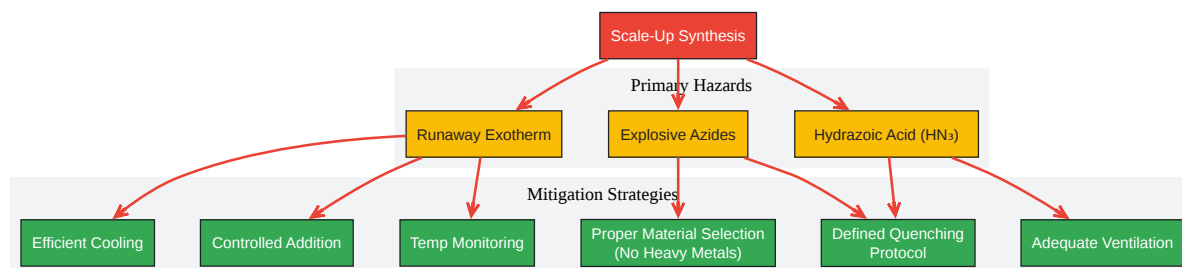 Scale-Up Synthesis
Primary Hazards
Runaway Exotherm
Explosive Azides
Hydrazoic Acid (HN₃)
Mitigation Strategies
Efficient Cooling
Controlled Addition
Temp Monitoring
Proper Material Selection
(No Heavy Metals)
Defined Quenching
Protocol
Adequate Ventilation